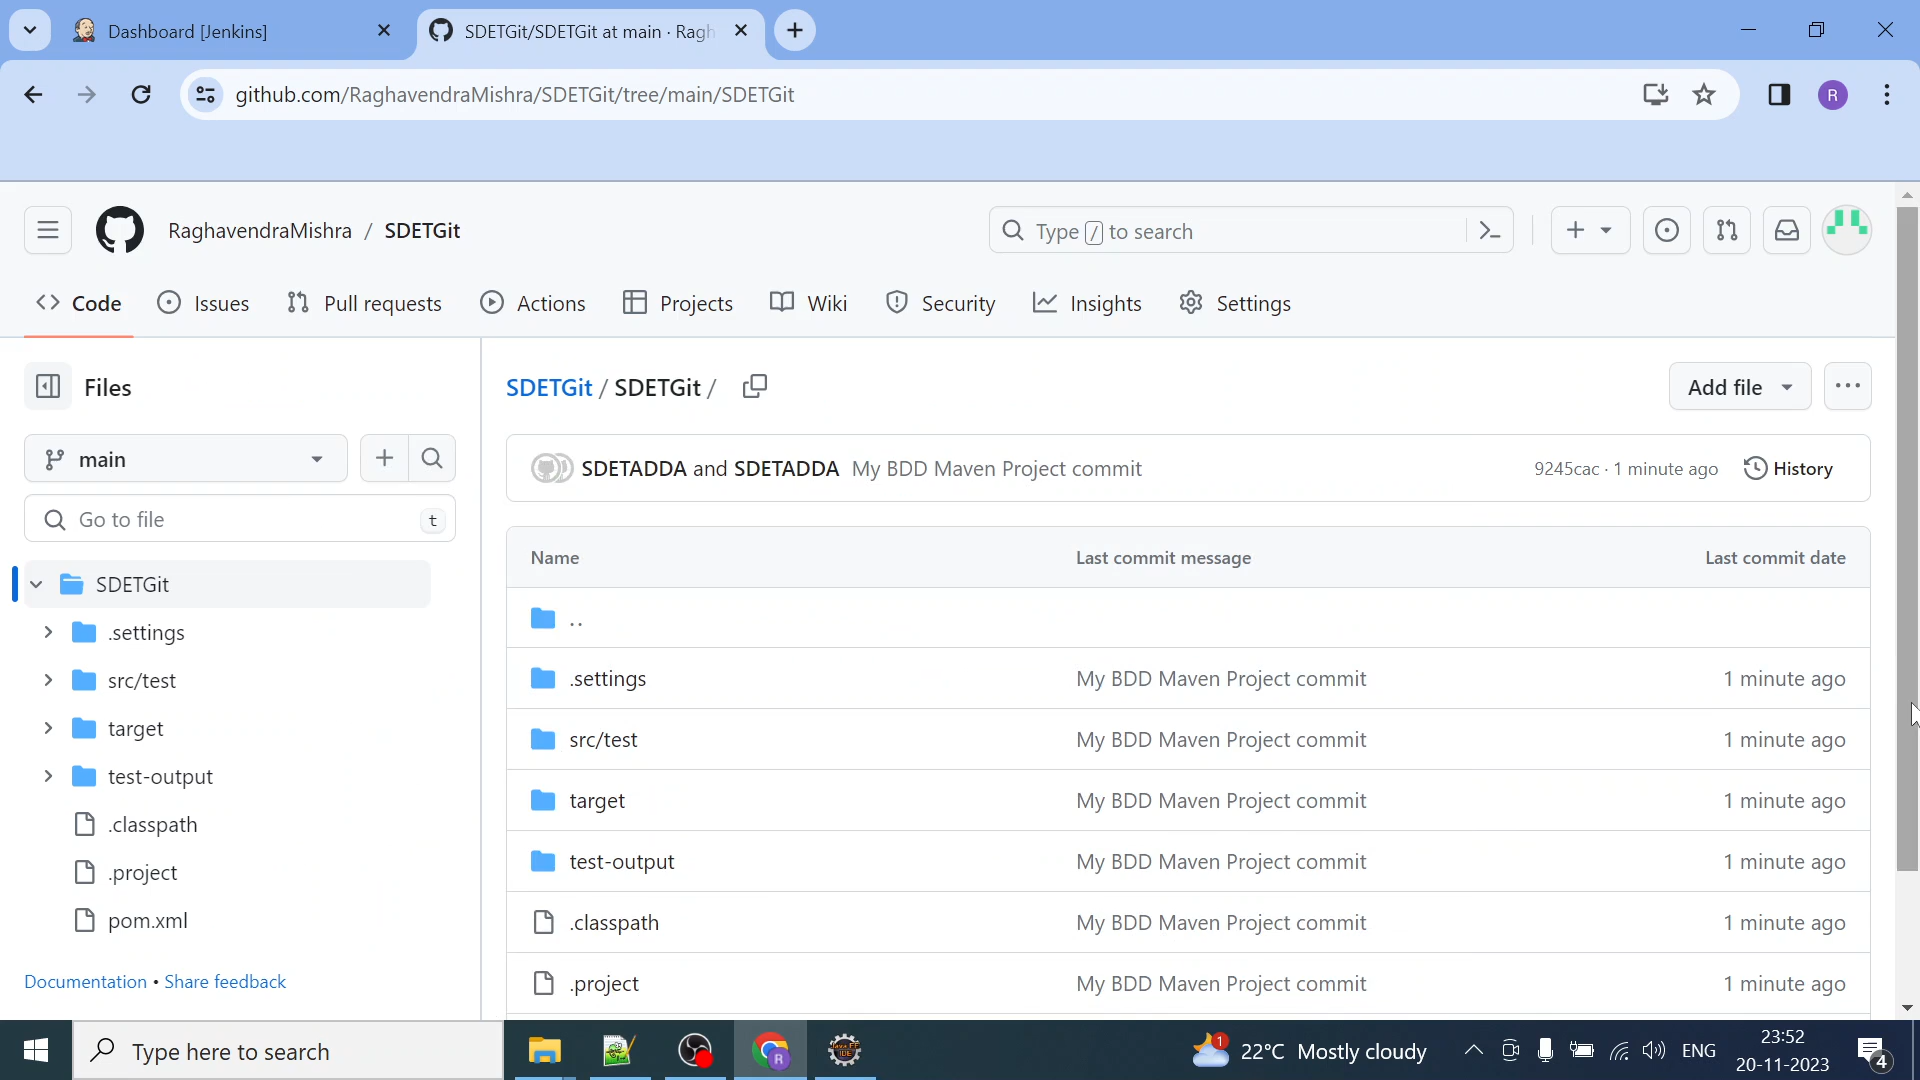 Dashboard [Jenkins]
SDETGit/SDETGit at main · Ragh
github.com/RaghavendraMishra/SDETGit/tree/main/SDETGit
R
RaghavendraMishra / SDETGit
Type / to search
Code
Issues
Pull requests
Actions
Projects
Wiki
Security
Insights
Settings
Files
main
Go to file
t
SDETGit
.settings
src/test
target
test-output
.classpath
.project
pom.xml
Documentation • Share feedback
SDETGit / SDETGit /
Add file
SDETADDA and SDETADDA My BDD Maven Project commit
9245cac · 1 minute ago
History
Name Last commit message Last commit date
..
.settings My BDD Maven Project commit 1 minute ago
src/test My BDD Maven Project commit 1 minute ago
target My BDD Maven Project commit 1 minute ago
test-output My BDD Maven Project commit 1 minute ago
.classpath My BDD Maven Project commit 1 minute ago
.project My BDD Maven Project commit 1 minute ago
Type here to search
R
Java EE
IDE
1
22°C Mostly cloudy
ENG
23:52
20-11-2023
4